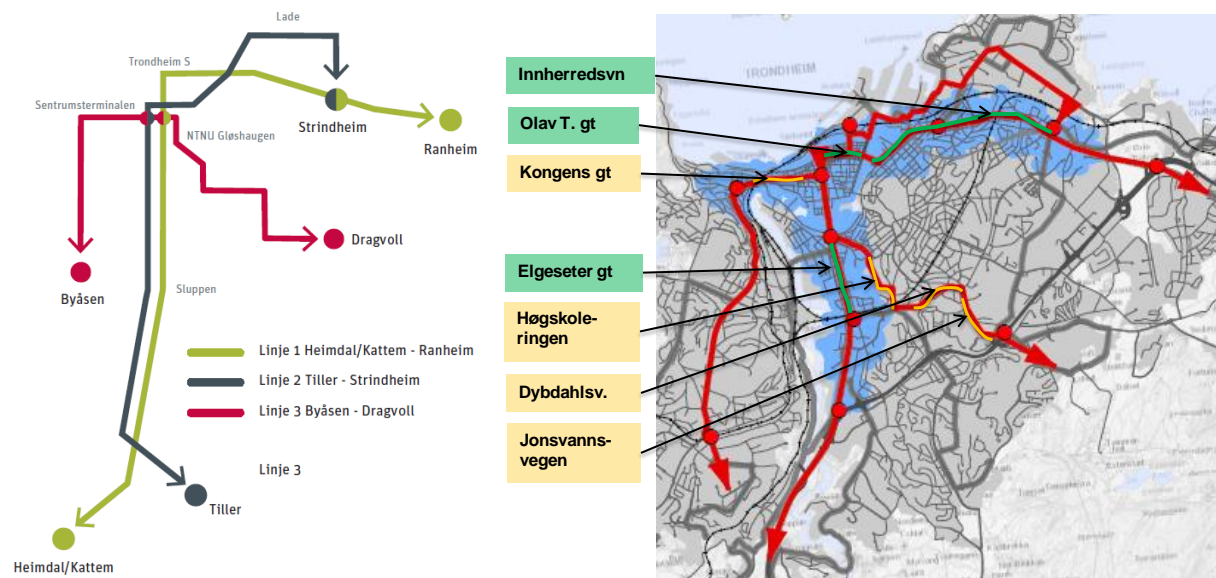 Lade
Trondheim S
Sentrumsterminalen
NTNU Gløshaugen
Strindheim
Ranheim
Dragvoll
Byåsen
Sluppen
Linje 1 Heimdal/Kattem - Ranheim
Linje 2 Tiller - Strindheim
Linje 3 Byåsen - Dragvoll
Linje 3
Tiller
Heimdal/Kattem
Innherredsvn
Olav T. gt
Kongens gt
Elgeseter gt
Høgskole-
ringen
Dybdahlsv.
Jonsvanns-
vegen
TRONDHEIM